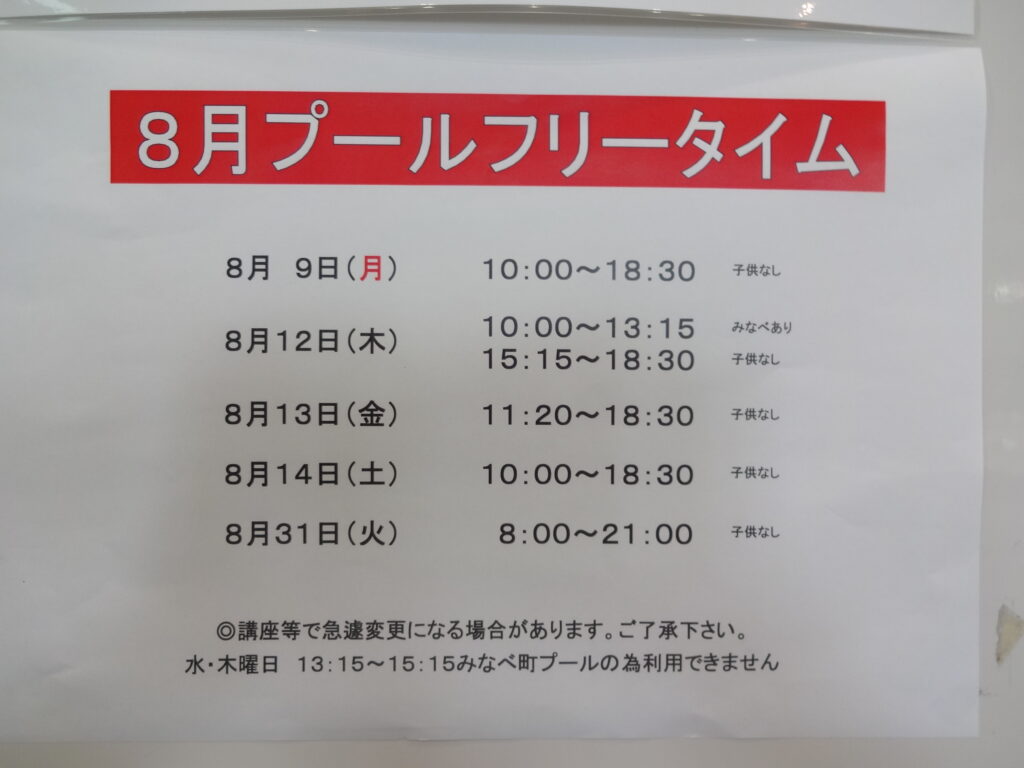 8月プールフリータイム
8月 9日(月) 10:00～18:30 子供なし
8月12日(木) 10:00～13:15 みなべあり
15:15～18:30 子供なし
8月13日(金) 11:20～18:30 子供なし
8月14日(土) 10:00～18:30 子供なし
8月31日(火) 8:00～21:00 子供なし
◎講座等で急遽変更になる場合があります。ご了承下さい。
水・木曜日 13:15～15:15みなべ町プールの為利用できません